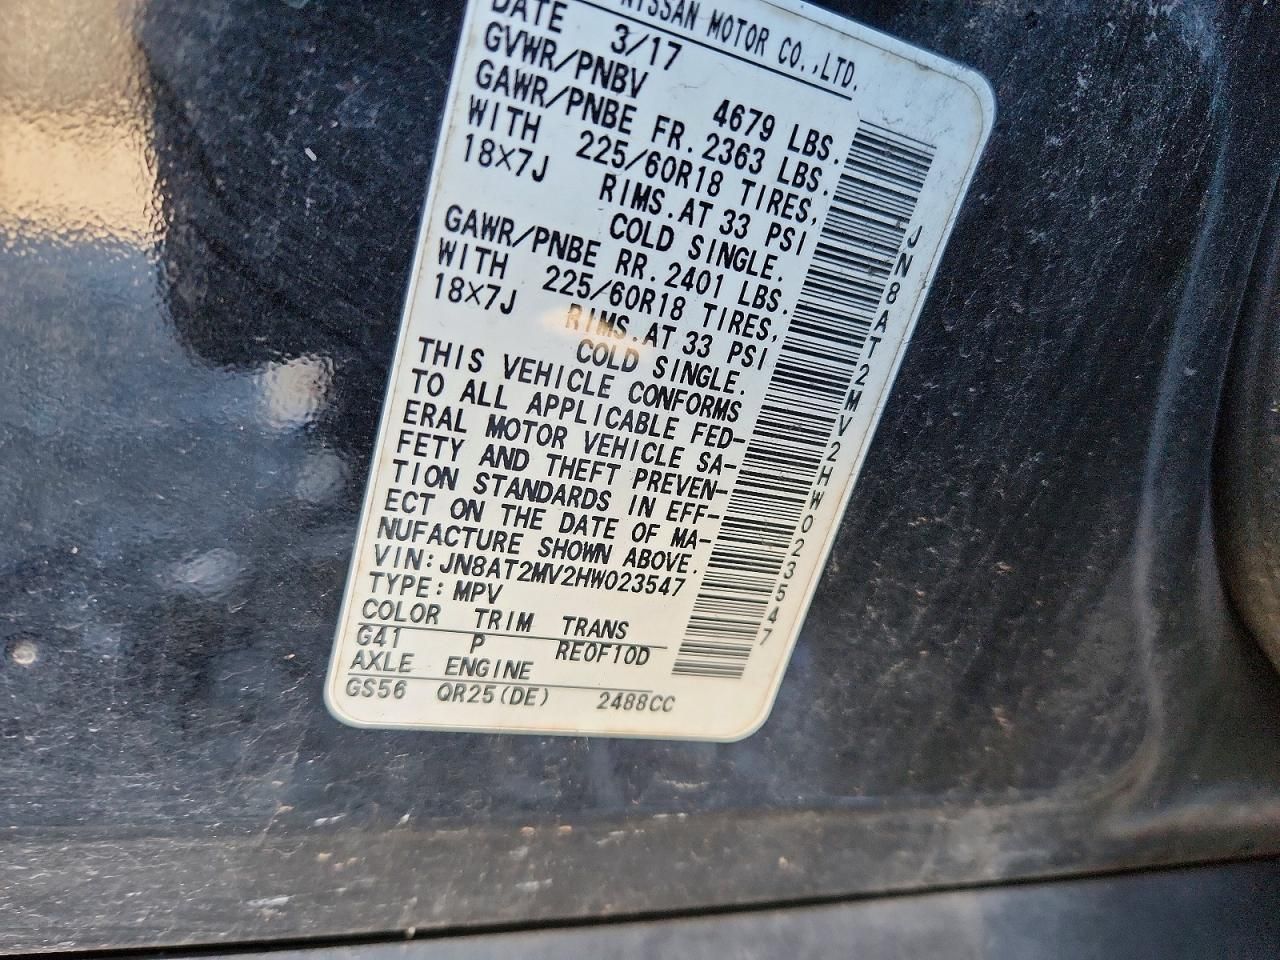 NISSAN MOTOR CO.,LTD.
DATE 3/17
GVWR/PNBV 4679 LBS.
GAWR/PNBE FR. 2363 LBS.
WITH 225/60R18 TIRES,
18×7J RIMS. AT 33 PSI
COLD SINGLE.
GAWR/PNBE RR. 2401 LBS.
WITH 225/60R18 TIRES,
18×7J RIMS. AT 33 PSI
COLD SINGLE.
THIS VEHICLE CONFORMS
TO ALL APPLICABLE FED-
ERAL MOTOR VEHICLE SA-
FETY AND THEFT PREVEN-
TION STANDARDS IN EFF-
ECT ON THE DATE OF MA-
NUFACTURE SHOWN ABOVE.
VIN: JN8AT2MV2HW023547
TYPE: MPV
COLOR TRIM TRANS
G41 P RE0F10D
AXLE ENGINE
GS56 QR25(DE) 2488CC
JN8AT2MV2HW023547